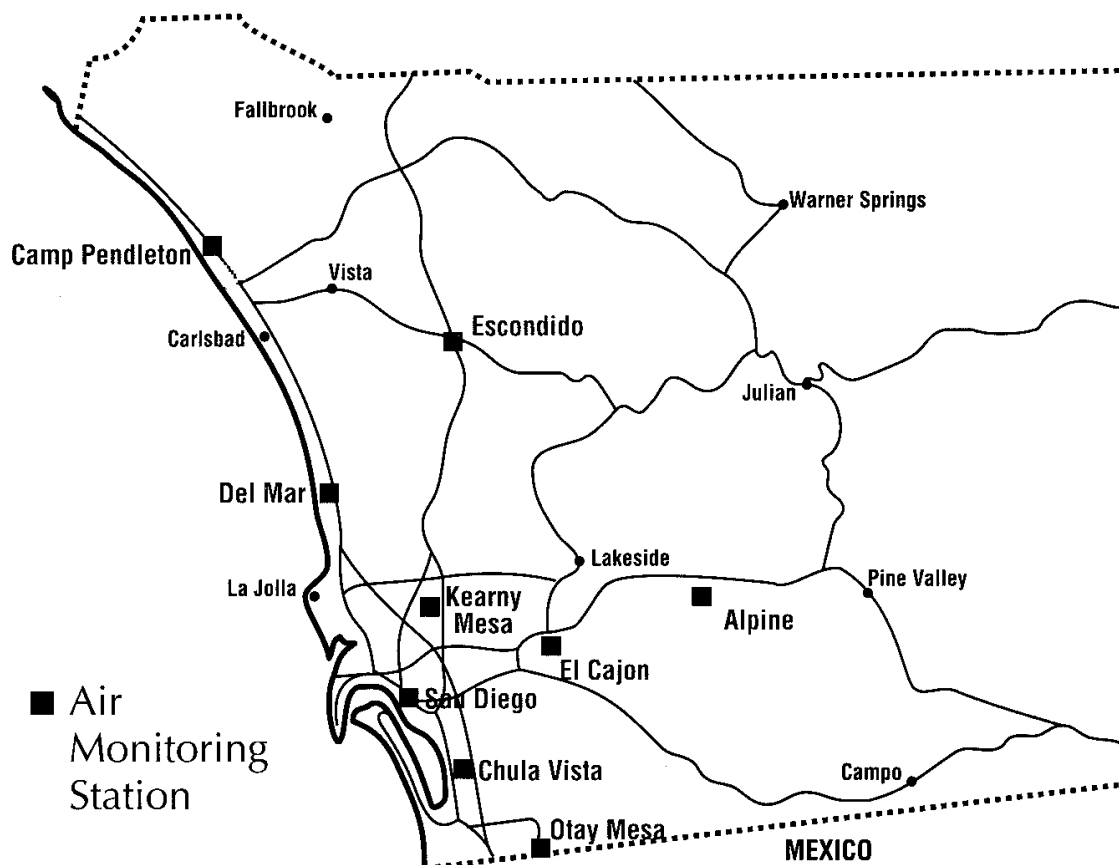 Fallbrook
Warner Springs
Camp Pendleton
Vista
Carlsbad
Escondido
Julian
Del Mar
Lakeside
La Jolla
Kearny
Mesa
Alpine
Pine Valley
El Cajon
San Diego
Air
Monitoring
Station
Chula Vista
Campo
Otay Mesa
MEXICO